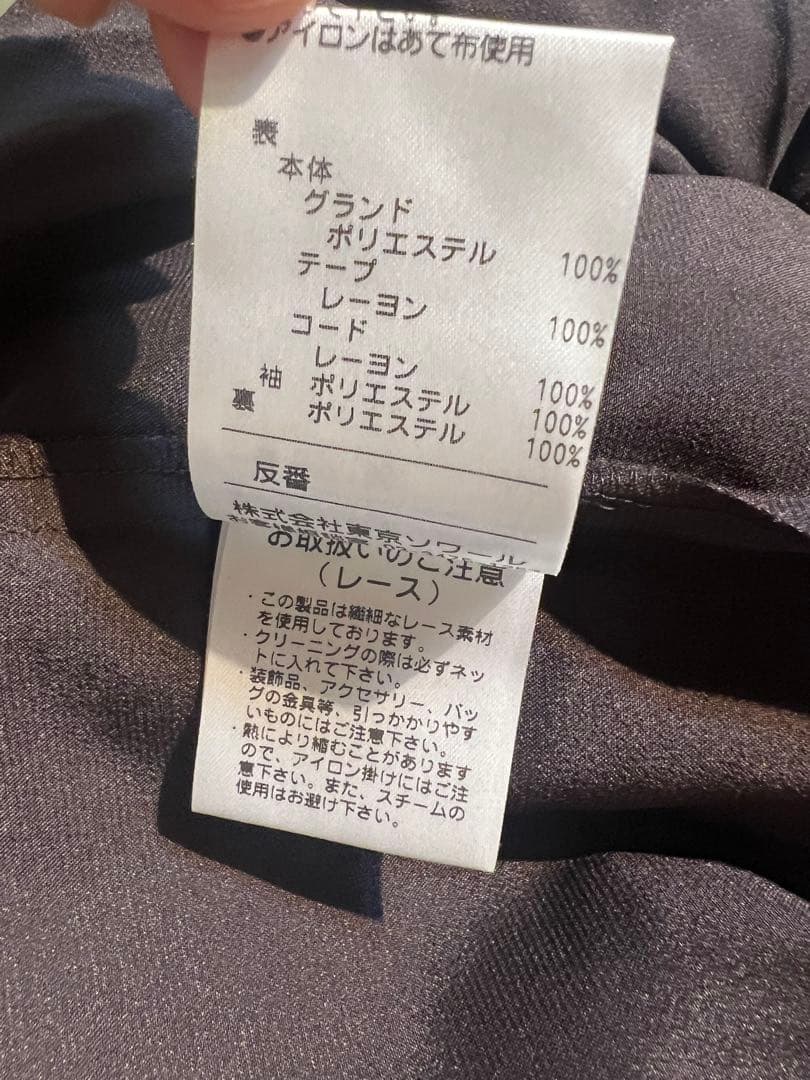 ●アイロンはあて布使用
表
本体
グランド
ポリエステル 100%
テープ
レーヨン 100%
コード
レーヨン 100%
袖 ポリエステル 100%
裏 ポリエステル 100%
反番
株式会社東京ソワール
お取扱いのご注意
(レース)
・この製品は繊細なレース素材
を使用しております。
・クリーニングの際は必ずネッ
トに入れて下さい。
・装飾品、アクセサリー、バッ
グの金具等、引っかかりやす
いものにはご注意下さい。
・熱により縮むことがあります
ので、アイロン掛けにはご注
意下さい。また、スチームの
使用はお避け下さい。